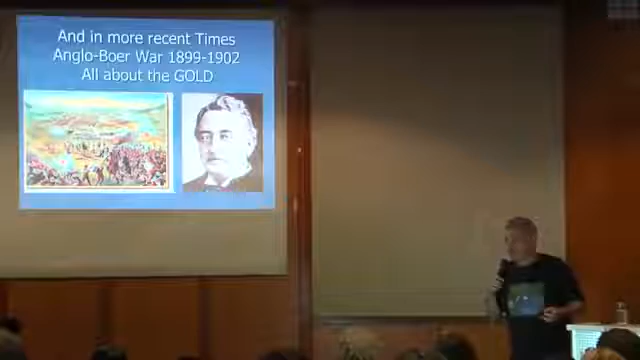 And in more recent Times
Anglo-Boer War 1899-1902
All about the GOLD